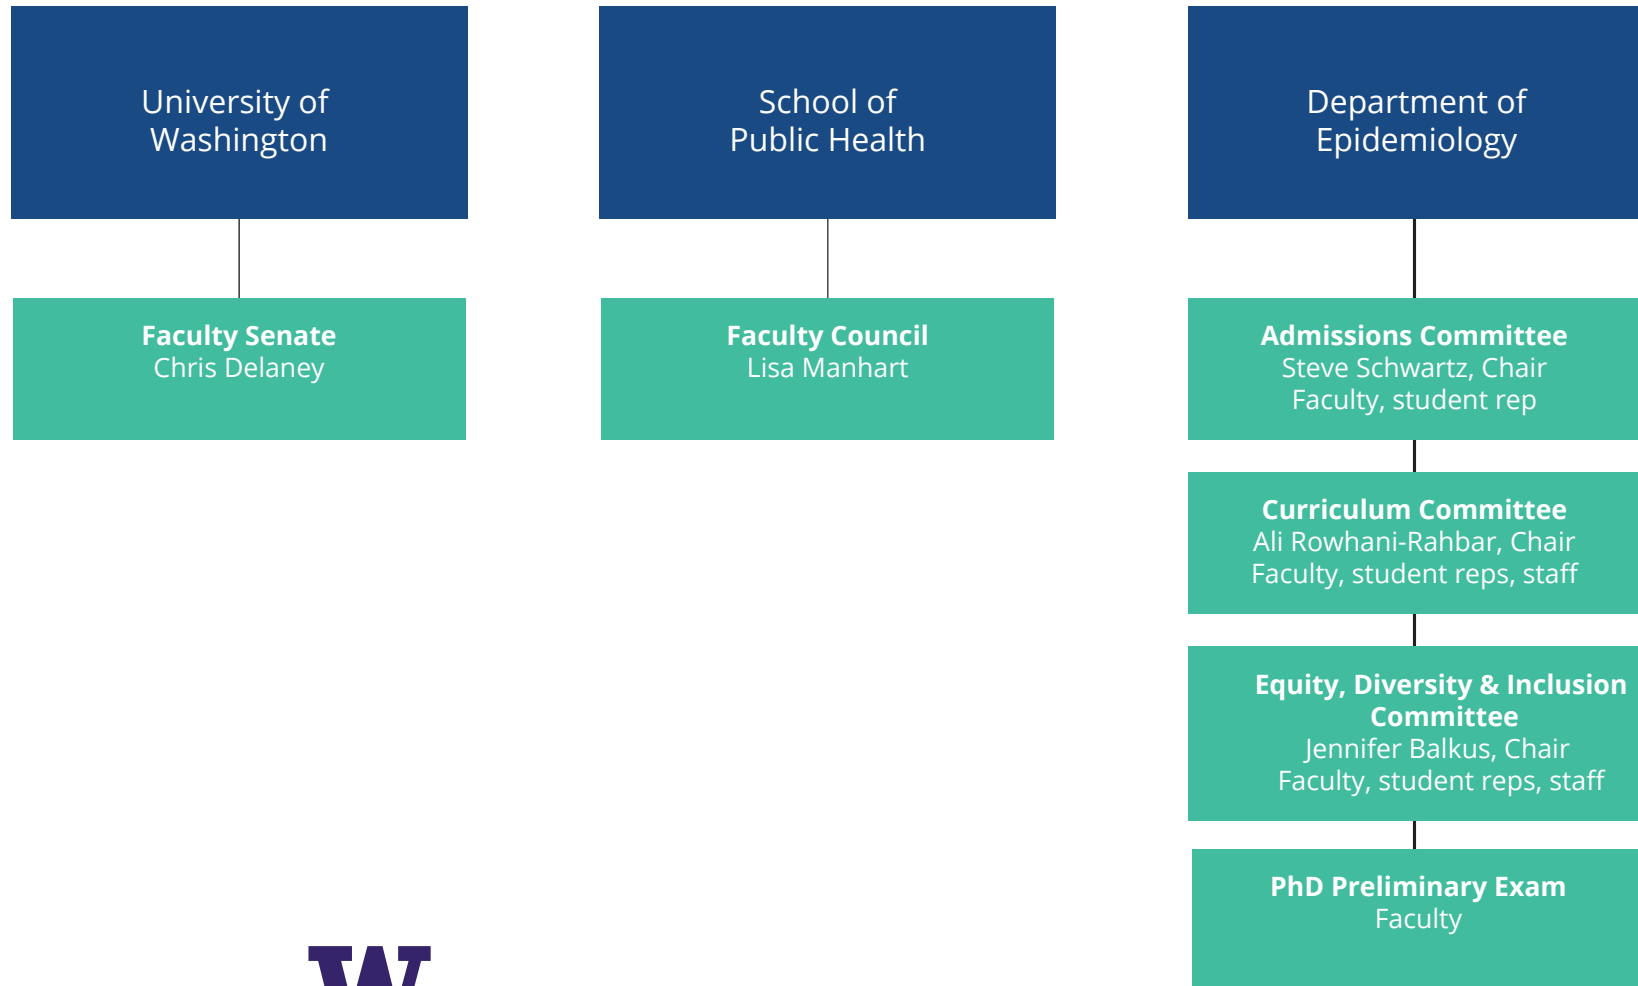 University of
Washington
School of
Public Health
Department of
Epidemiology
Faculty Senate
Chris Delaney
Faculty Council
Lisa Manhart
Admissions Committee
Steve Schwartz, Chair
Faculty, student rep
Curriculum Committee
Ali Rowhani-Rahbar, Chair
Faculty, student reps, staff
Equity, Diversity & Inclusion
Committee
Jennifer Balkus, Chair
Faculty, student reps, staff
PhD Preliminary Exam
Faculty
W